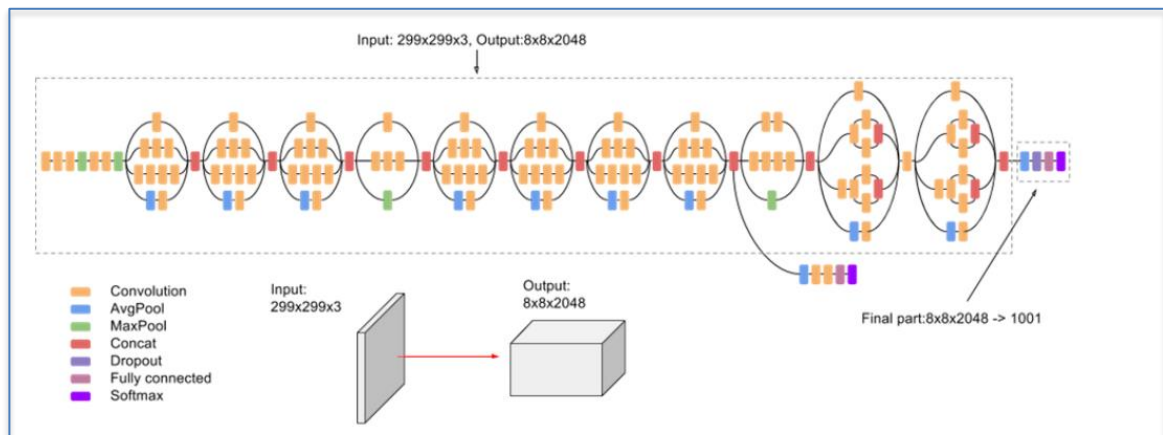 Input: 299x299x3, Output:8x8x2048
Convolution
AvgPool
MaxPool
Concat
Dropout
Fully connected
Softmax
Input:
299x299x3
Output:
8x8x2048
Final part:8x8x2048 -> 1001